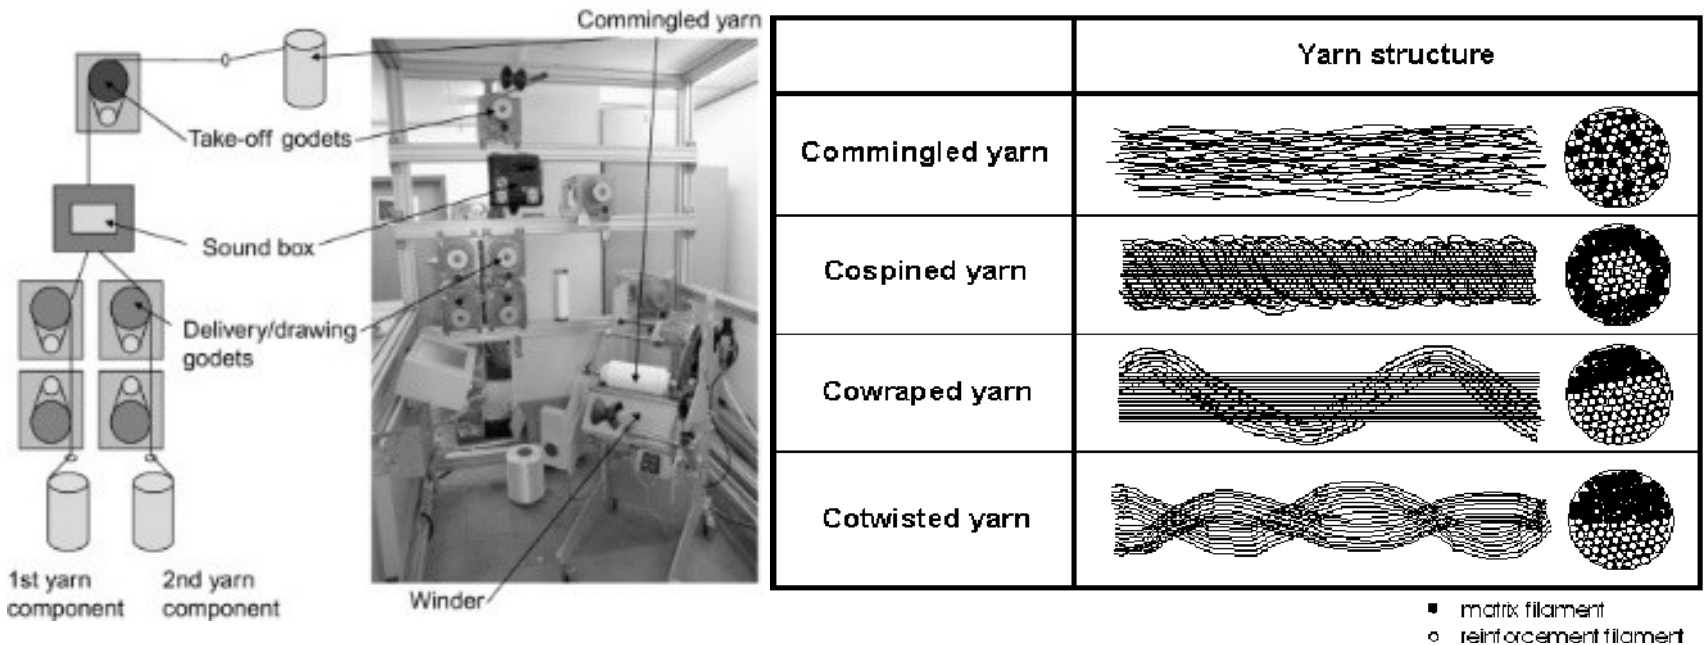 Commingled yarn
Take-off godets
Sound box
Delivery/drawing
godets
1st yarn
component
2nd yarn
component
Winder
Yarn structure
Commingled yarn
Cospined yarn
Cowraped yarn
Cotwisted yarn
matrix filament
reinforcement filament